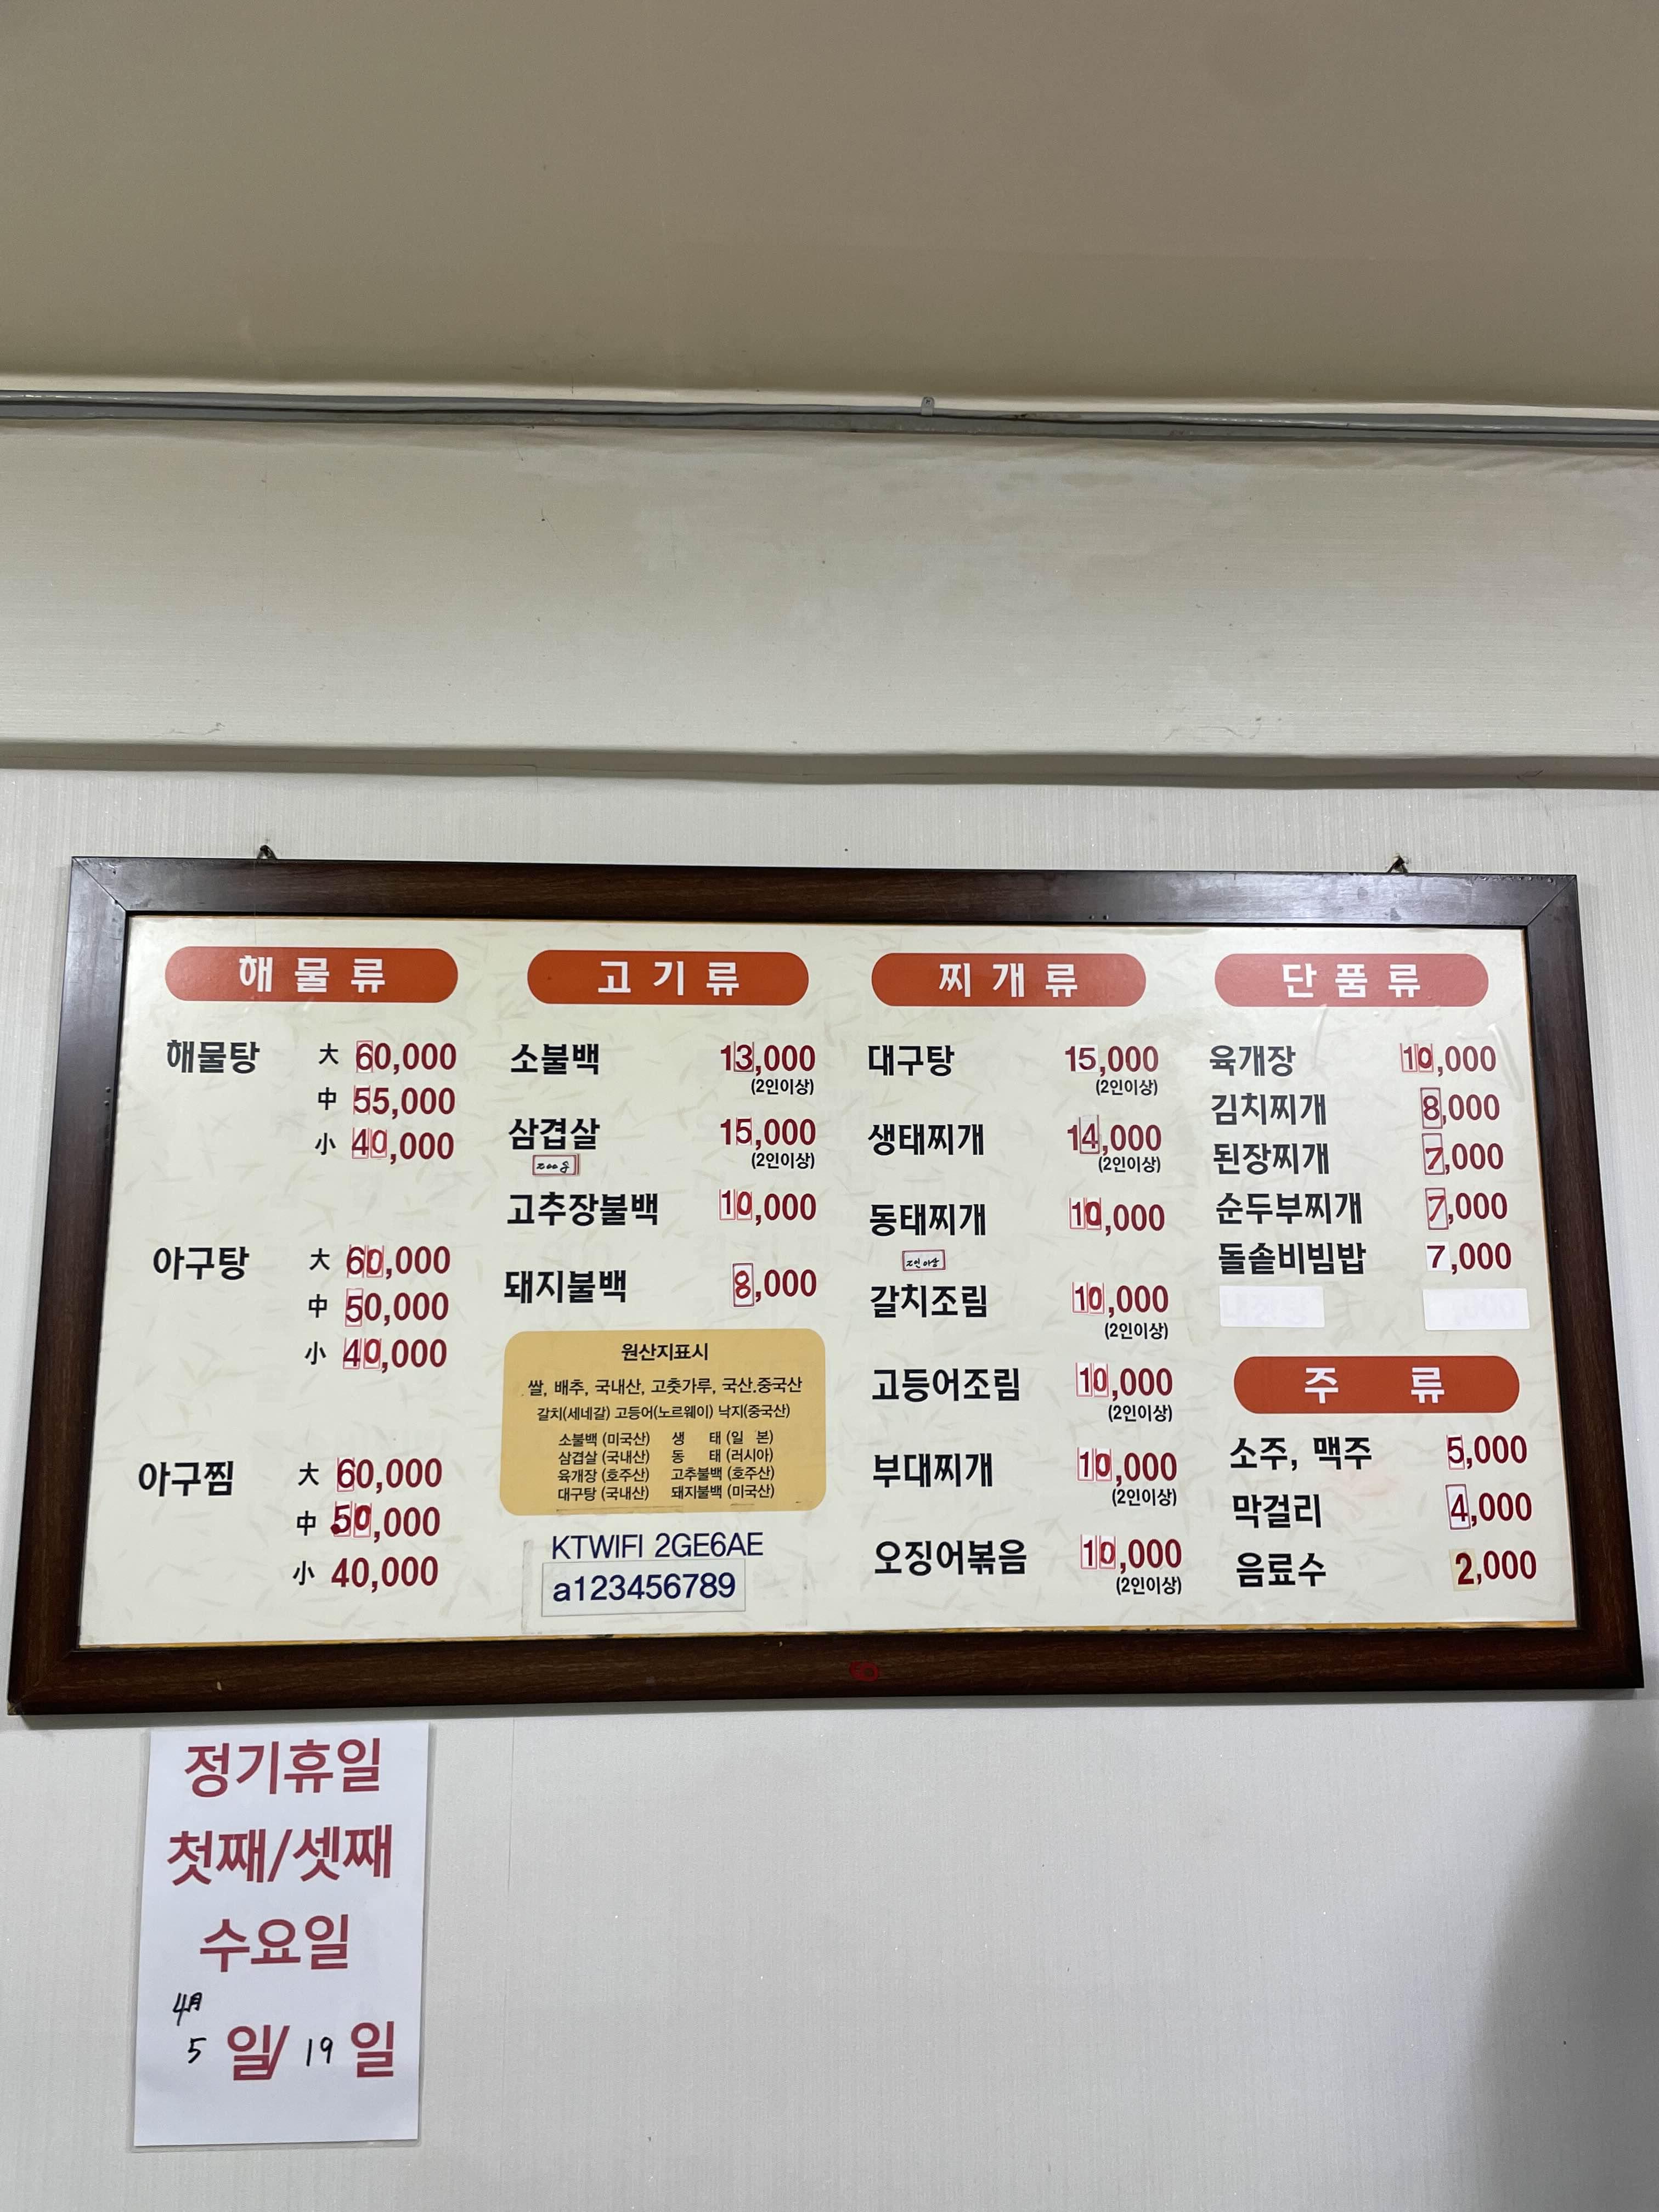 해물류
해물탕 大 60,000
中 55,000
小 40,000
아구탕 大 60,000
中 50,000
小 40,000
아구찜 大 60,000
中 50,000
小 40,000
고기류
소불백 13,000
(2인이상)
삼겹살 15,000
200g (2인이상)
고추장불백 10,000
돼지불백 8,000
원산지표시
쌀, 배추, 국내산, 고춧가루, 국산.중국산
갈치(세네갈) 고등어(노르웨이) 낙지(중국산)
소불백 (미국산) 생 태 (일 본)
삼겹살 (국내산) 동 태 (러시아)
육개장 (호주산) 고추불백 (호주산)
대구탕 (국내산) 돼지불백 (미국산)
KTWIFI 2GE6AE
a123456789
찌개류
대구탕 15,000
(2인이상)
생태찌개 14,000
(2인이상)
동태찌개 10,000
2인이상
갈치조림 10,000
(2인이상)
고등어조림 10,000
(2인이상)
부대찌개 10,000
(2인이상)
오징어볶음 10,000
(2인이상)
단품류
육개장 10,000
김치찌개 8,000
된장찌개 7,000
순두부찌개 7,000
돌솥비빔밥 7,000
주 류
소주, 맥주 5,000
막걸리 4,000
음료수 2,000
정기휴일
첫째/셋째
수요일
4月
5 일/ 19 일